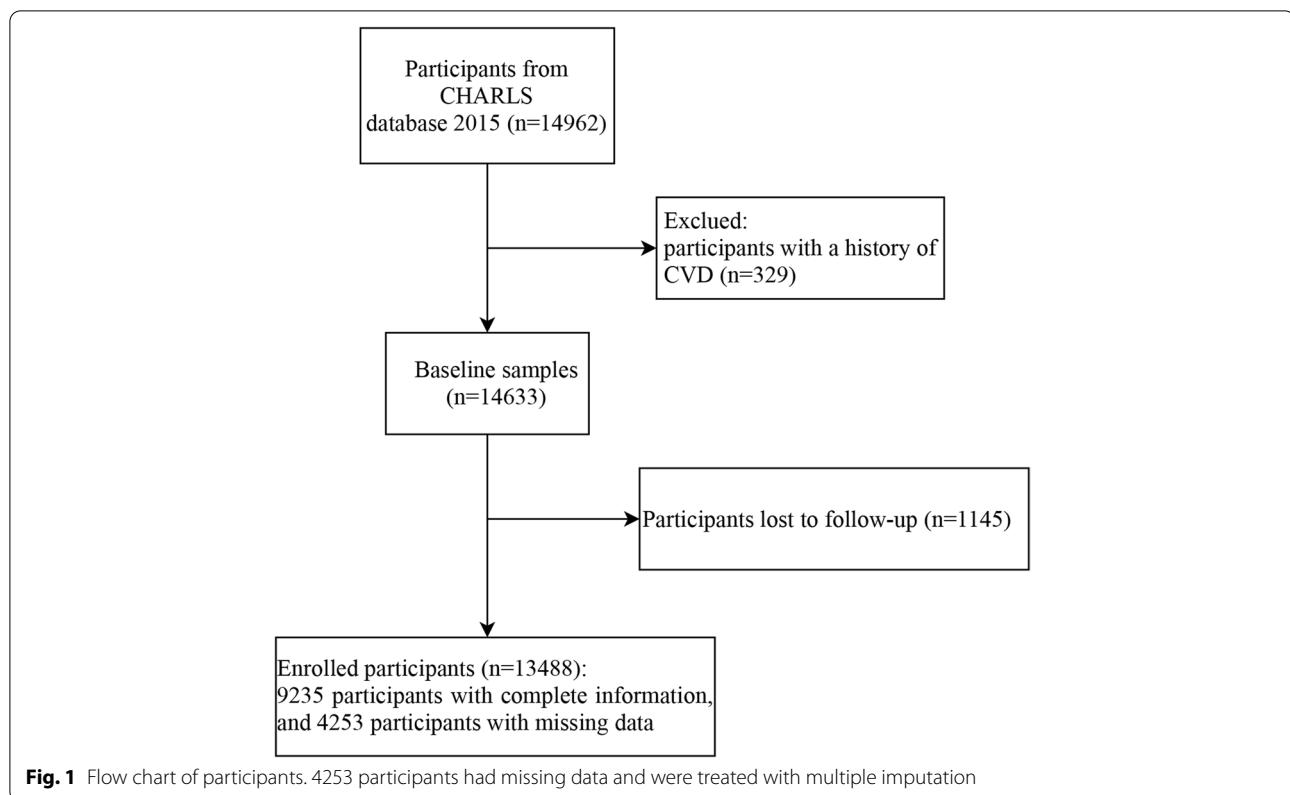 Participants from
CHARLS
database 2015 (n=14962)
Exclued:
participants with a history of
CVD (n=329)
Baseline samples
(n=14633)
Participants lost to follow-up (n=1145)
Enrolled participants (n=13488):
9235 participants with complete information,
and 4253 participants with missing data
Fig. 1 Flow chart of participants. 4253 participants had missing data and were treated with multiple imputation